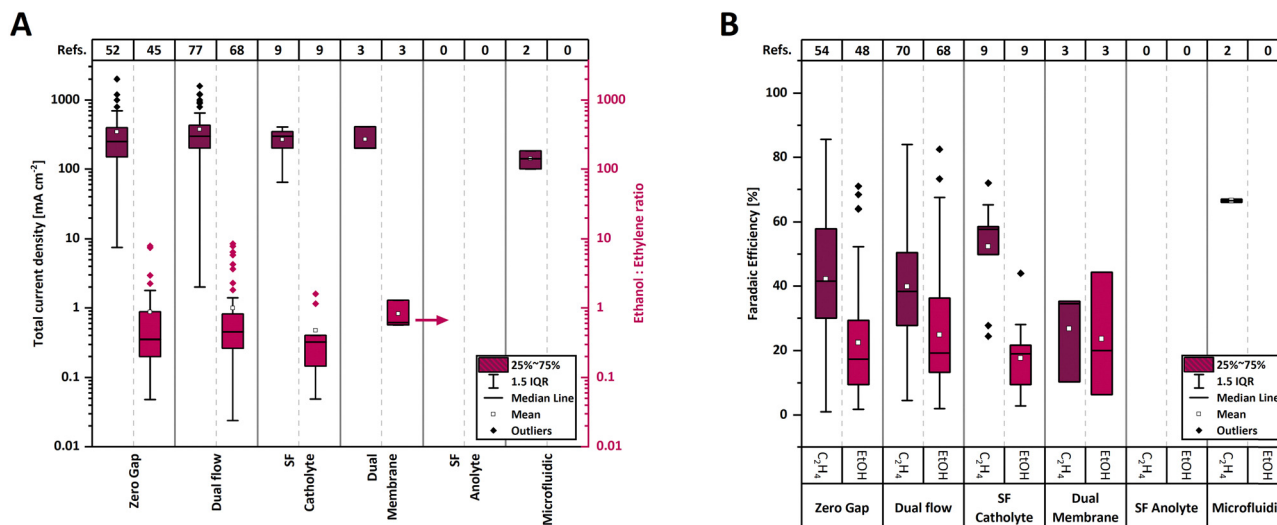 A
Refs.
52 45 77 68 9 9 3 3 0 0 2 0
1000
100
10
1
0.1
0.01
Total current density [mA cm-2]
1000
100
10
1
0.1
0.01
Ethanol : Ethylene ratio
25%~75%
1.5 IQR
Median Line
Mean
Outliers
Zero Gap
Dual flow
SF
Catholyte
Dual
Membrane
SF
Anolyte
Microfluidic
B
Refs.
54 48 70 68 9 9 3 3 0 0 2 0
100
80
60
40
20
0
Faradaic Efficiency [%]
25%~75%
1.5 IQR
Median Line
Mean
Outliers
C2H4 EtOH C2H4 EtOH C2H4 EtOH C2H4 EtOH C2H4 EtOH C2H4 EtOH
Zero Gap Dual flow SF Catholyte Dual Membrane SF Anolyte Microfluidi